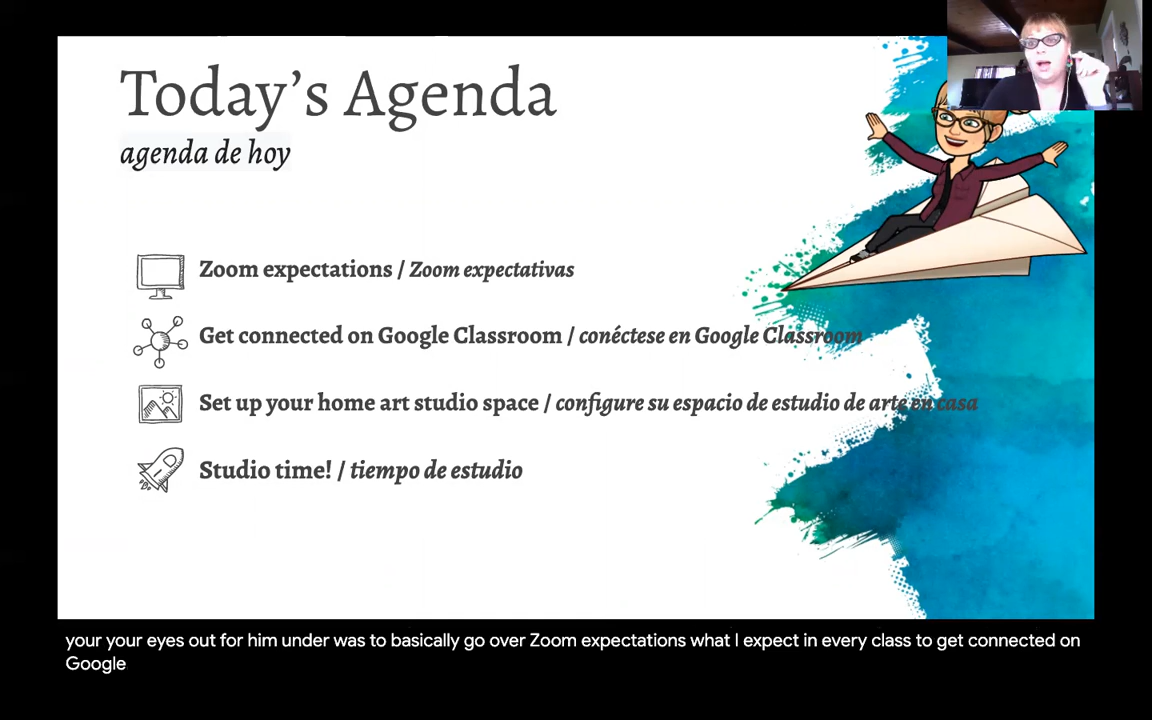 Today's Agenda
agenda de hoy
Zoom expectations / Zoom expectativas
Get connected on Google Classroom / conéctese en Google Classroom
Set up your home art studio space / configure su espacio de estudio de arte en casa
Studio time! / tiempo de estudio
your your eyes out for him under was to basically go over Zoom expectations what I expect in every class to get connected on
Google